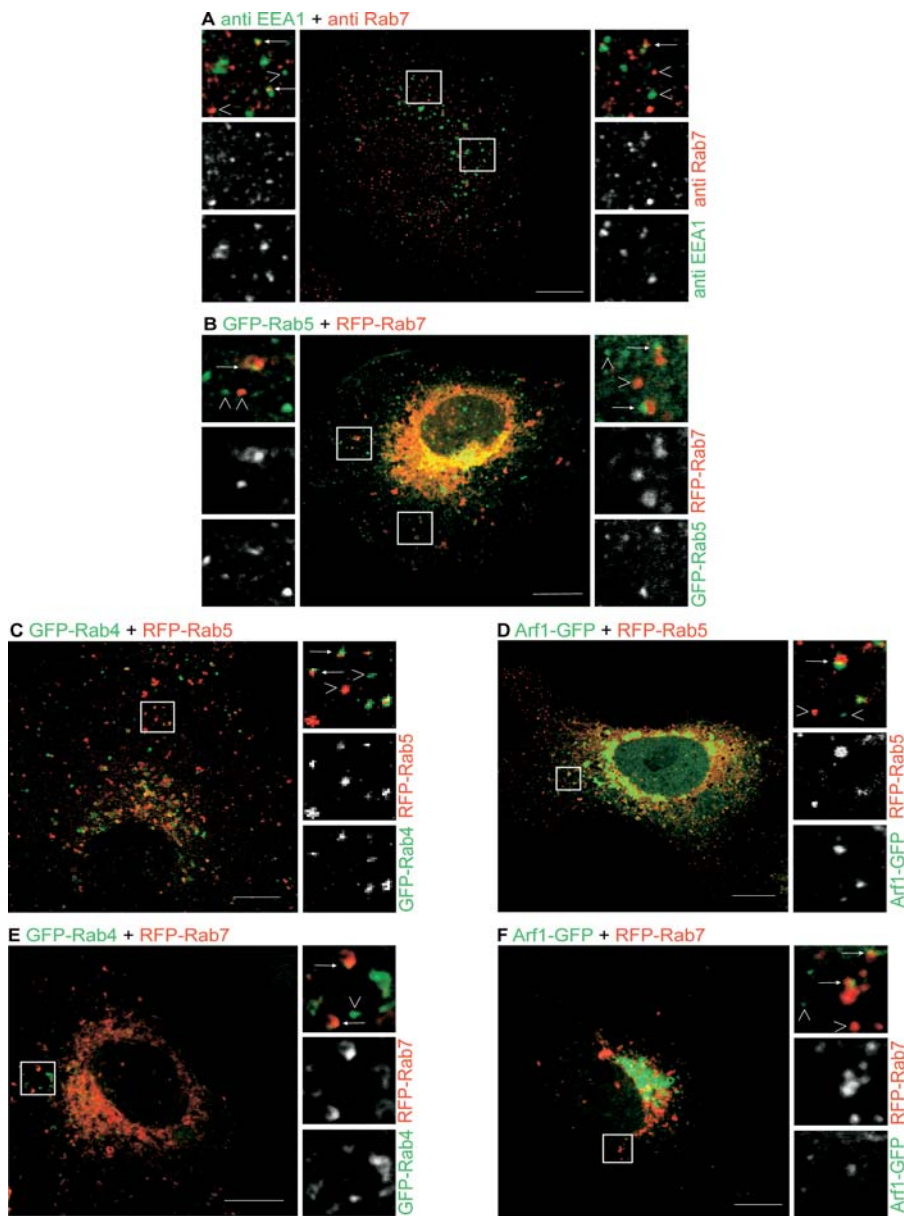 A anti EEA1 + anti Rab7
anti Rab7
anti EEA1
B GFP-Rab5 + RFP-Rab7
RFP-Rab7
GFP-Rab5
C GFP-Rab4 + RFP-Rab5
RFP-Rab5
GFP-Rab4
D Arf1-GFP + RFP-Rab5
RFP-Rab5
Arf1-GFP
E GFP-Rab4 + RFP-Rab7
RFP-Rab7
GFP-Rab4
F Arf1-GFP + RFP-Rab7
RFP-Rab7
Arf1-GFP